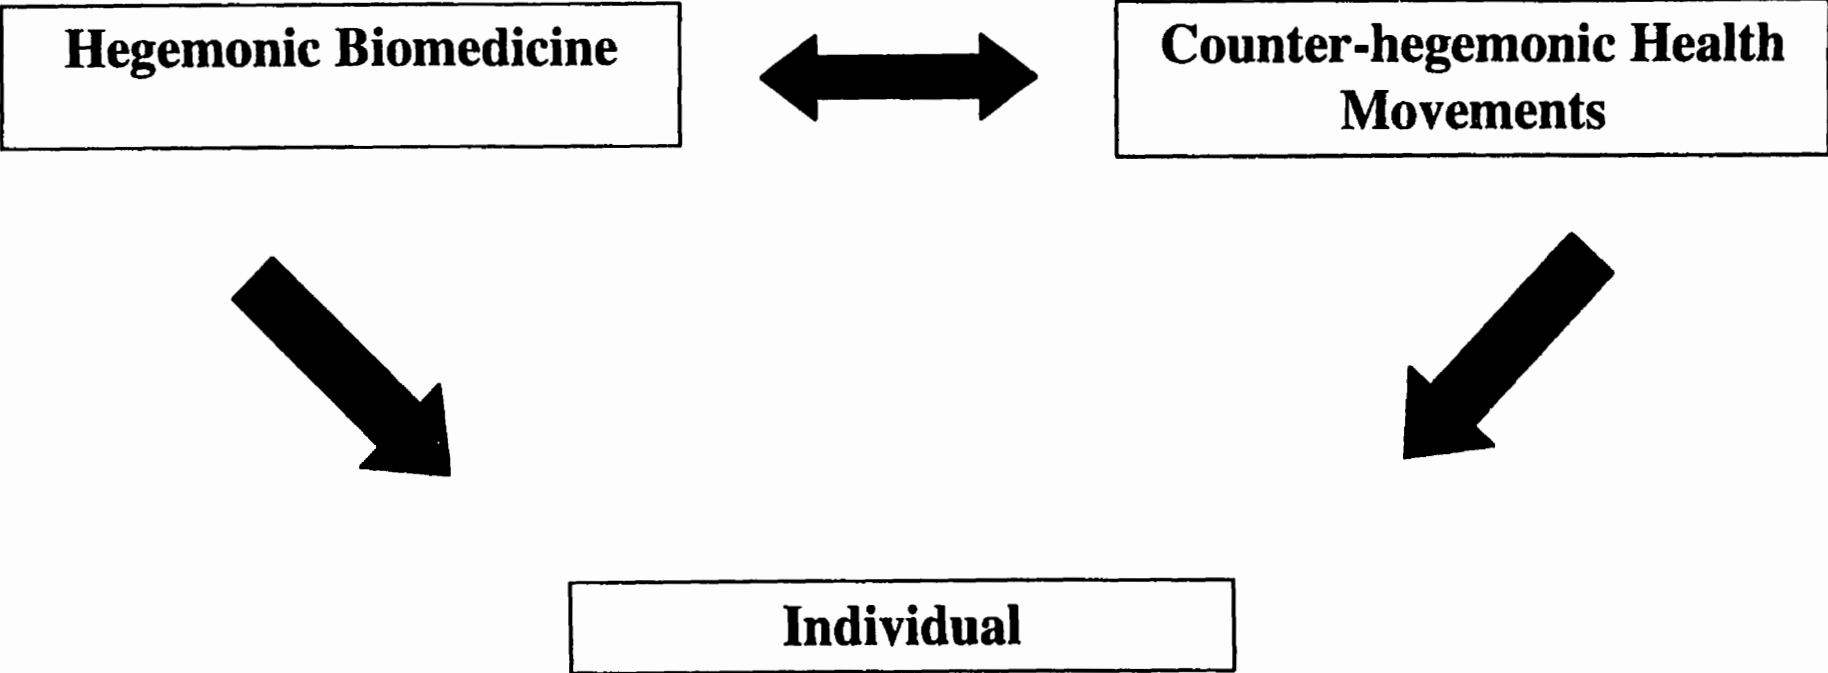 Hegemonic Biomedicine
Counter-hegemonic Health
Movements
Individual